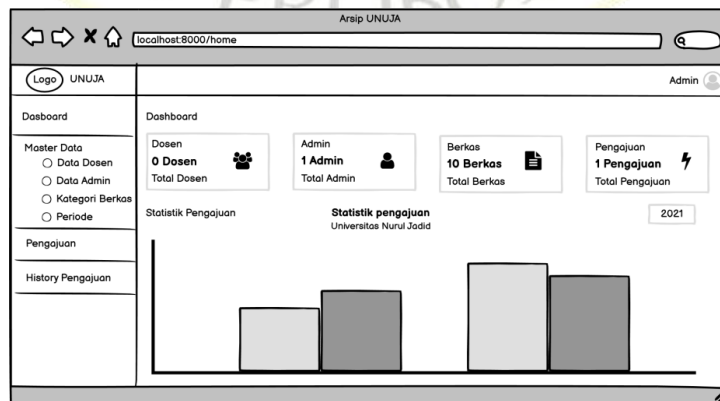 Arsip UNUJA
localhost:8000/home
Logo UNUJA
Admin
Dasboard
Master Data
Data Dosen
Data Admin
Kategori Berkas
Periode
Pengajuan
History Pengajuan
Dashboard
Dosen
0 Dosen
Total Dosen
Admin
1 Admin
Total Admin
Berkas
10 Berkas
Total Berkas
Pengajuan
1 Pengajuan
Total Pengajuan
Statistik Pengajuan
Statistik pengajuan
Universitas Nurul Jadid
2021